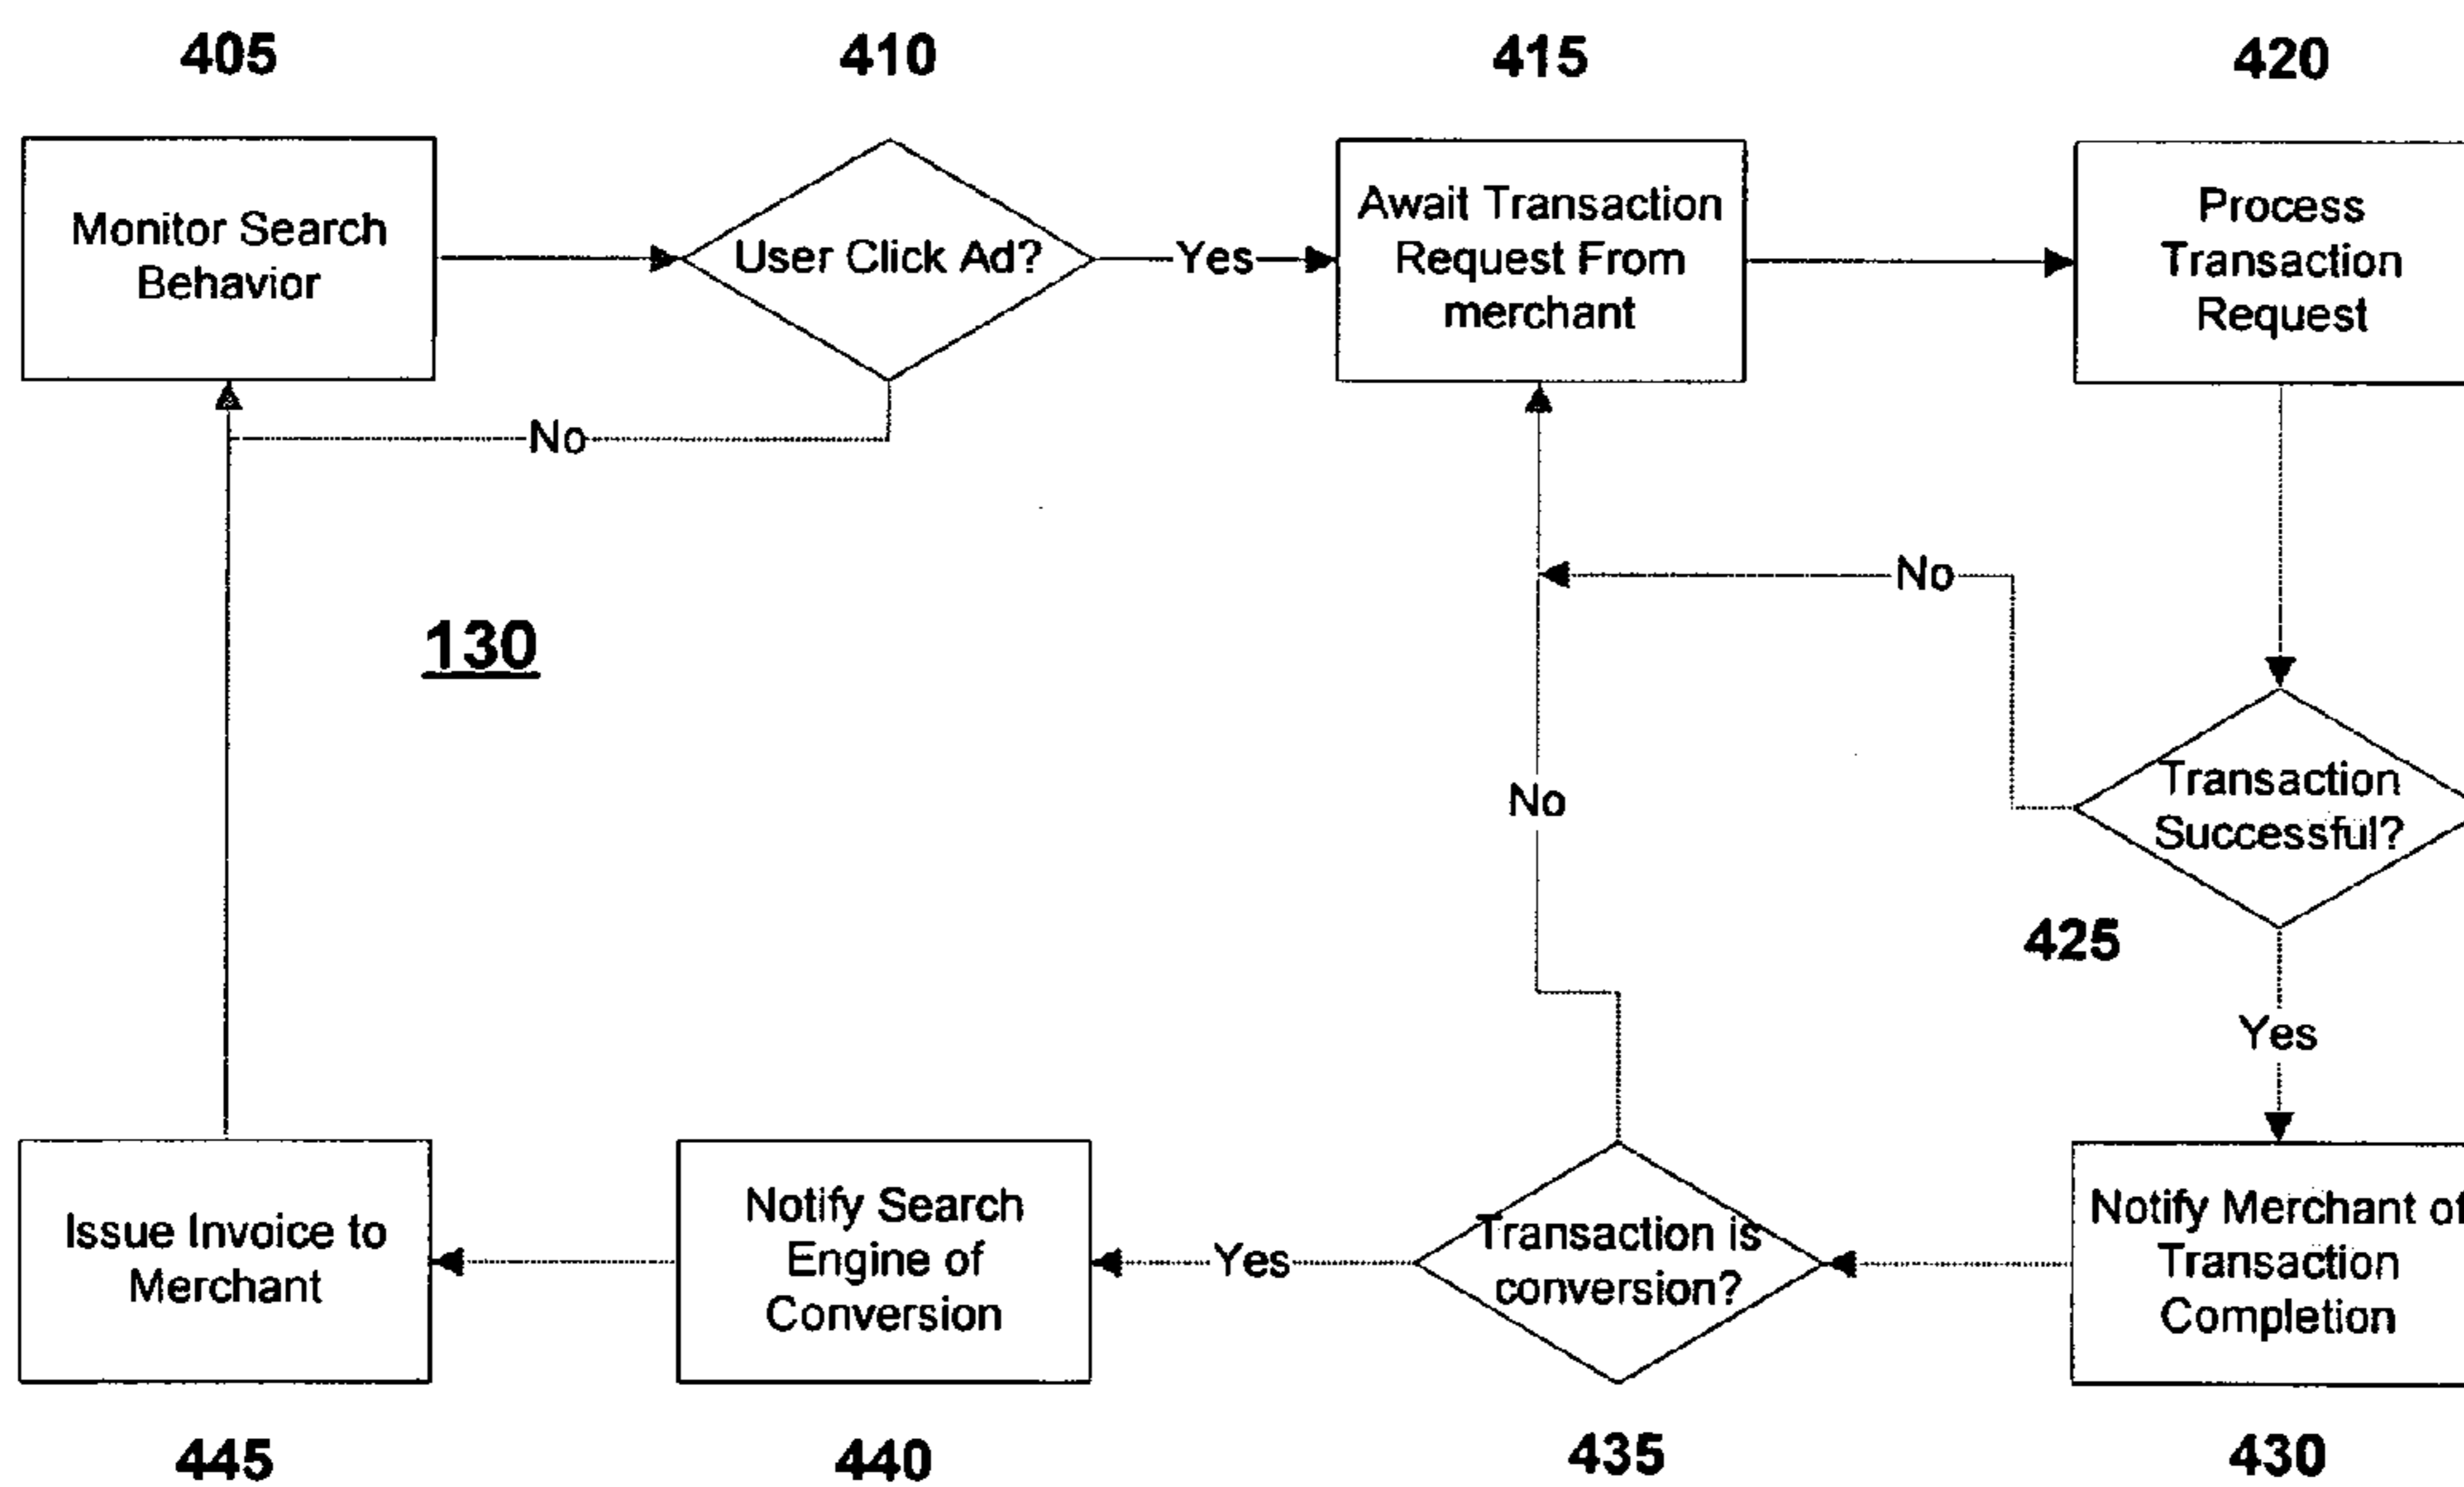 405
410
415
420
Monitor Search
Behavior
User Click Ad?
Yes
Await Transaction
Request From
merchant
Process
Transaction
Request
No
No
130
No
Transaction
Successful?
425
Yes
Issue Invoice to
Merchant
Notify Search
Engine of
Conversion
Yes
Transaction is
conversion?
Notify Merchant of
Transaction
Completion
445
440
435
430